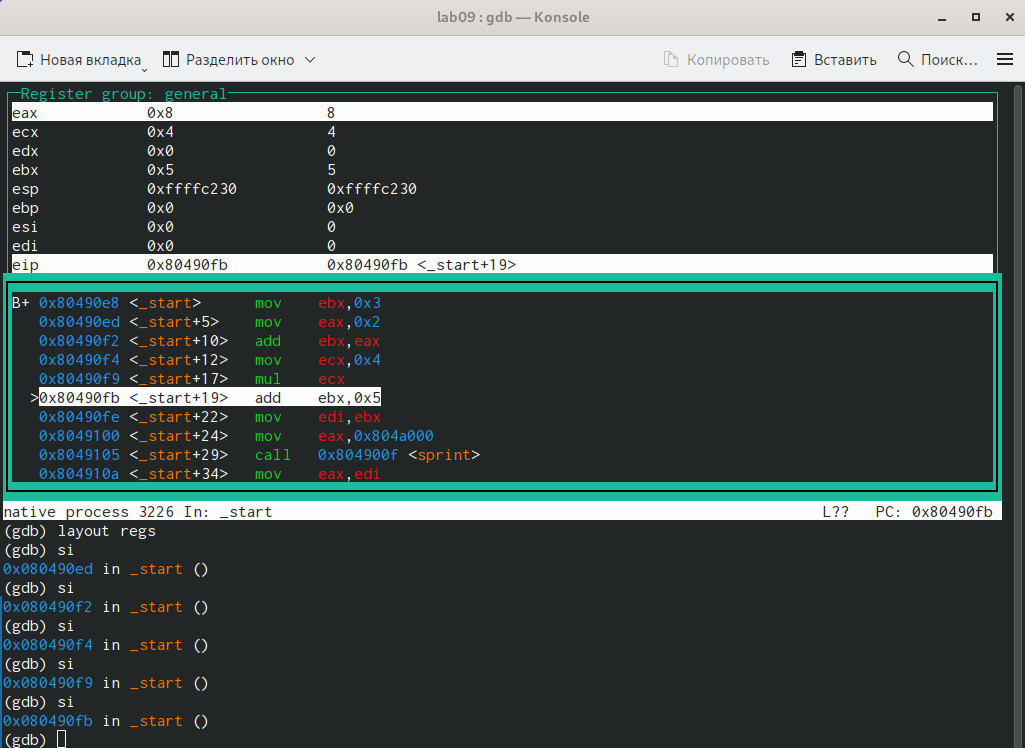 lab09 : gdb — Konsole
Новая вкладка Разделить окно Копировать Вставить Поиск...
Register group: general
eax 0x8 8
ecx 0x4 4
edx 0x0 0
ebx 0x5 5
esp 0xffffc230 0xffffc230
ebp 0x0 0x0
esi 0x0 0
edi 0x0 0
eip 0x80490fb 0x80490fb <_start+19>
B+ 0x80490e8 <_start> mov ebx,0x3
0x80490ed <_start+5> mov eax,0x2
0x80490f2 <_start+10> add ebx,eax
0x80490f4 <_start+12> mov ecx,0x4
0x80490f9 <_start+17> mul ecx
>0x80490fb <_start+19> add ebx,0x5
0x80490fe <_start+22> mov edi,ebx
0x8049100 <_start+24> mov eax,0x804a000
0x8049105 <_start+29> call 0x804900f <sprint>
0x804910a <_start+34> mov eax,edi
native process 3226 In: _start L?? PC: 0x80490fb
(gdb) layout regs
(gdb) si
0x080490ed in _start ()
(gdb) si
0x080490f2 in _start ()
(gdb) si
0x080490f4 in _start ()
(gdb) si
0x080490f9 in _start ()
(gdb) si
0x080490fb in _start ()
(gdb)